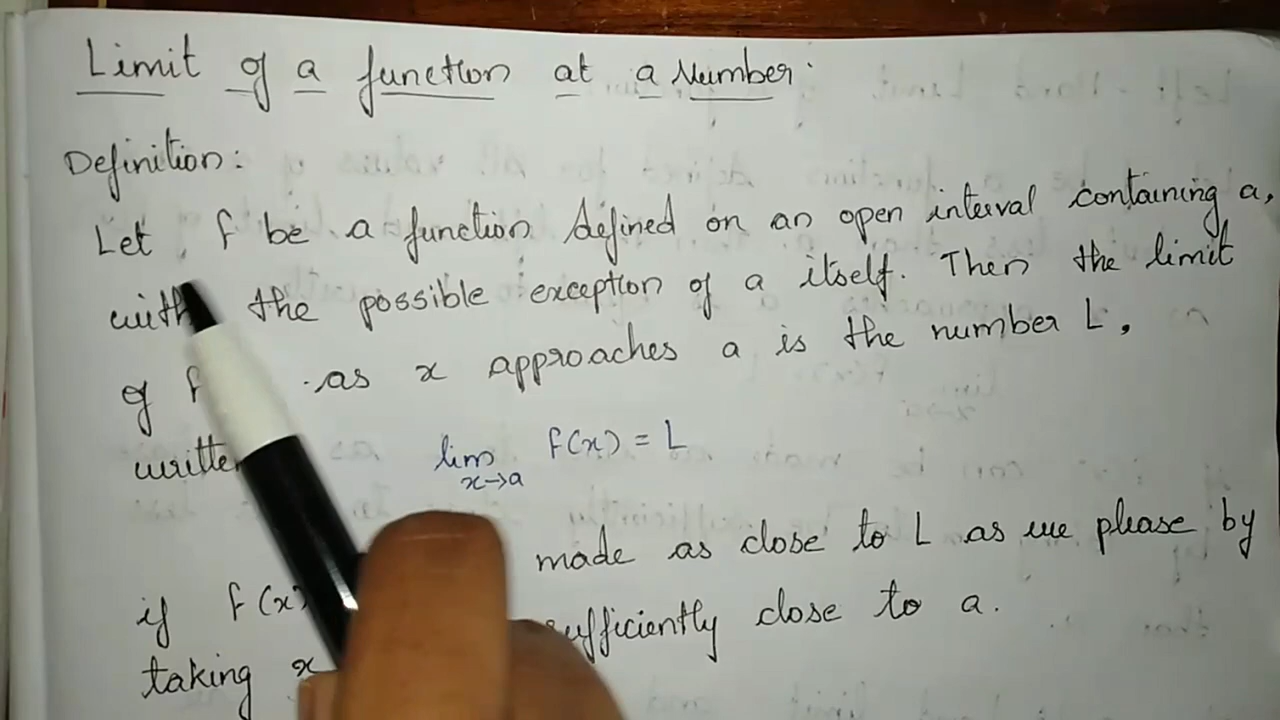 Limit of a function at a Number.
Definition:
Let f be a function defined on an open interval containing a,
with the possible exception of a itself. Then the limit
of f as x approaches a is the number L,
written lim x→a f(x) = L
if f(x) made as close to L as we please by
taking x sufficiently close to a.